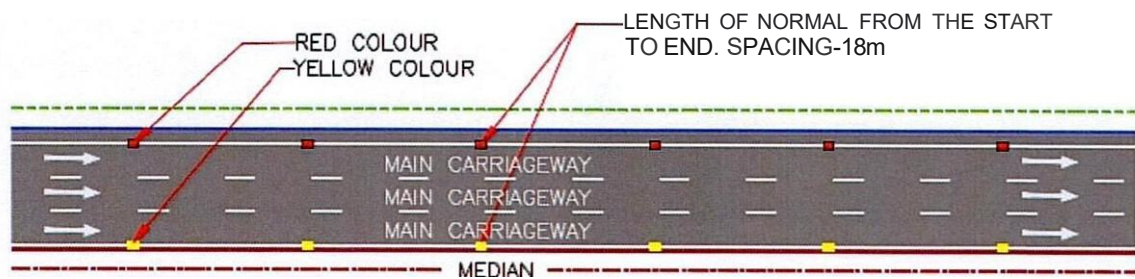 LENGTH OF NORMAL FROM THE START
TO END. SPACING-18m
RED COLOUR
YELLOW COLOUR
MAIN CARRIAGEWAY
MAIN CARRIAGEWAY
MAIN CARRIAGEWAY
MEDIAN